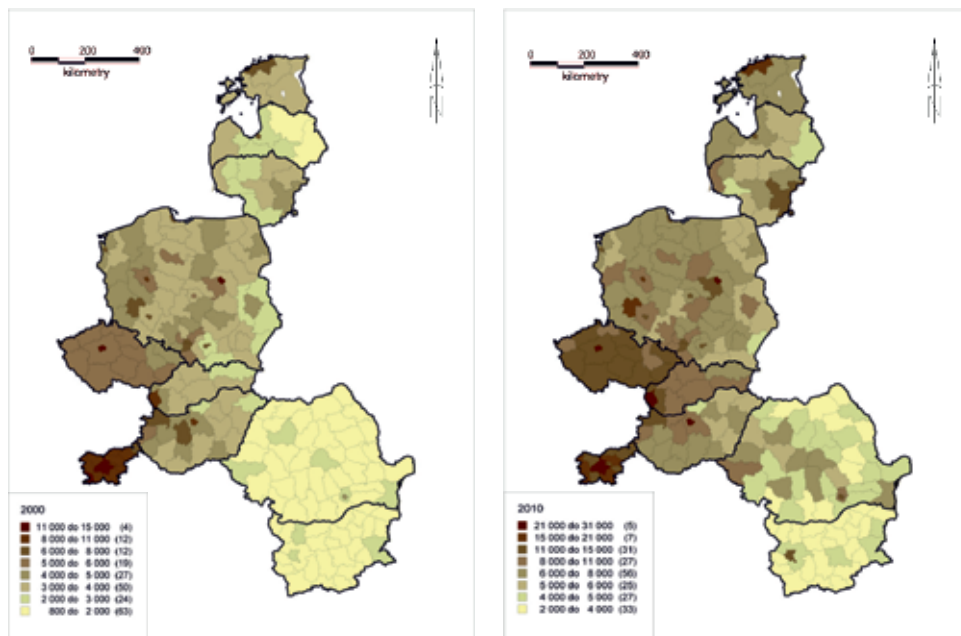 0 200 400
kilometry
2000
11 000 do 15 000 (4)
8 000 do 11 000 (12)
6 000 do 8 000 (12)
5 000 do 6 000 (19)
4 000 do 5 000 (27)
3 000 do 4 000 (50)
2 000 do 3 000 (24)
800 do 2 000 (63)
0 200 400
kilometry
2010
21 000 do 31 000 (5)
15 000 do 21 000 (7)
11 000 do 15 000 (31)
8 000 do 11 000 (27)
6 000 do 8 000 (56)
5 000 do 6 000 (25)
4 000 do 5 000 (27)
2 000 do 4 000 (33)